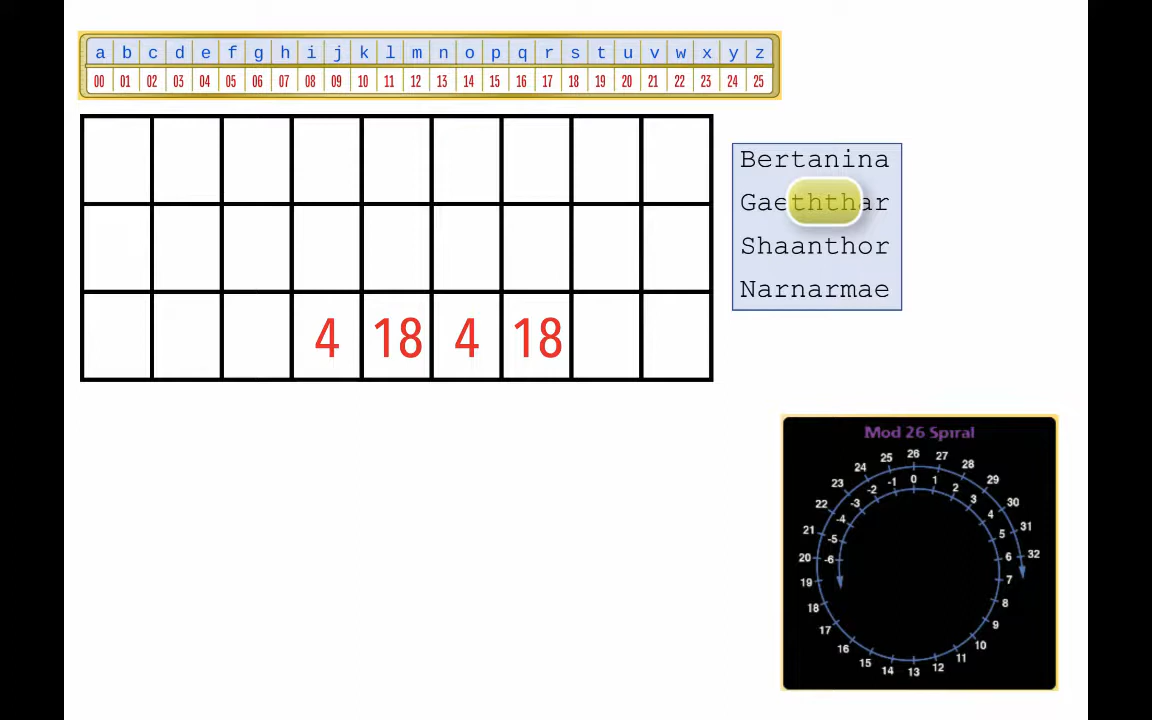 a b c d e f g h i j k l m n o p q r s t u v w x y z
00 01 02 03 04 05 06 07 08 09 10 11 12 13 14 15 16 17 18 19 20 21 22 23 24 25
Bertanina
Gaeththar
Shaanthor
Narnarmae
4 18 4 18
Mod 26 Spiral
20 21 22 23 24 25 26 27 28 29 30 31 32
-6 -5 -4 -3 -2 -1 0 1 2 3 4 5 6
19 18 17 16 15 14 13 12 11 10 9 8 7